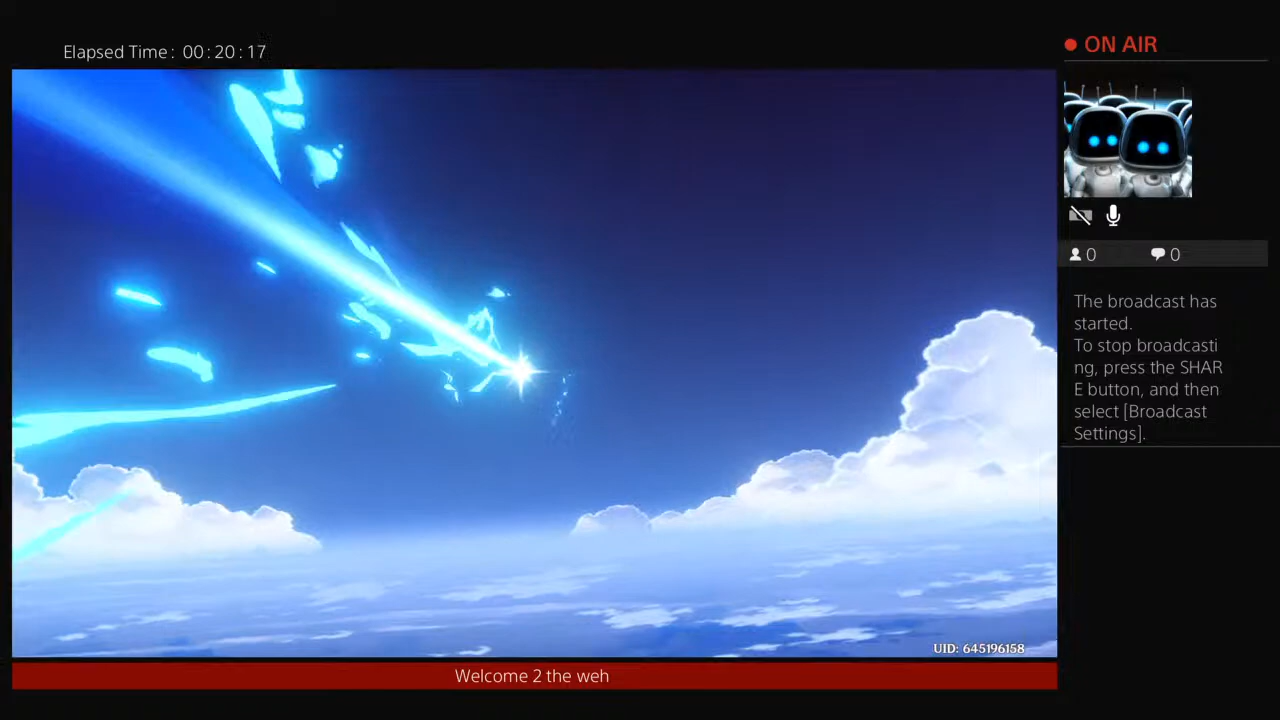 Elapsed Time: 00:20:17
ON AIR
0 0
The broadcast has
started.
To stop broadcasti
ng, press the SHAR
E button, and then
select [Broadcast
Settings].
UID: 645196158
Welcome 2 the weh